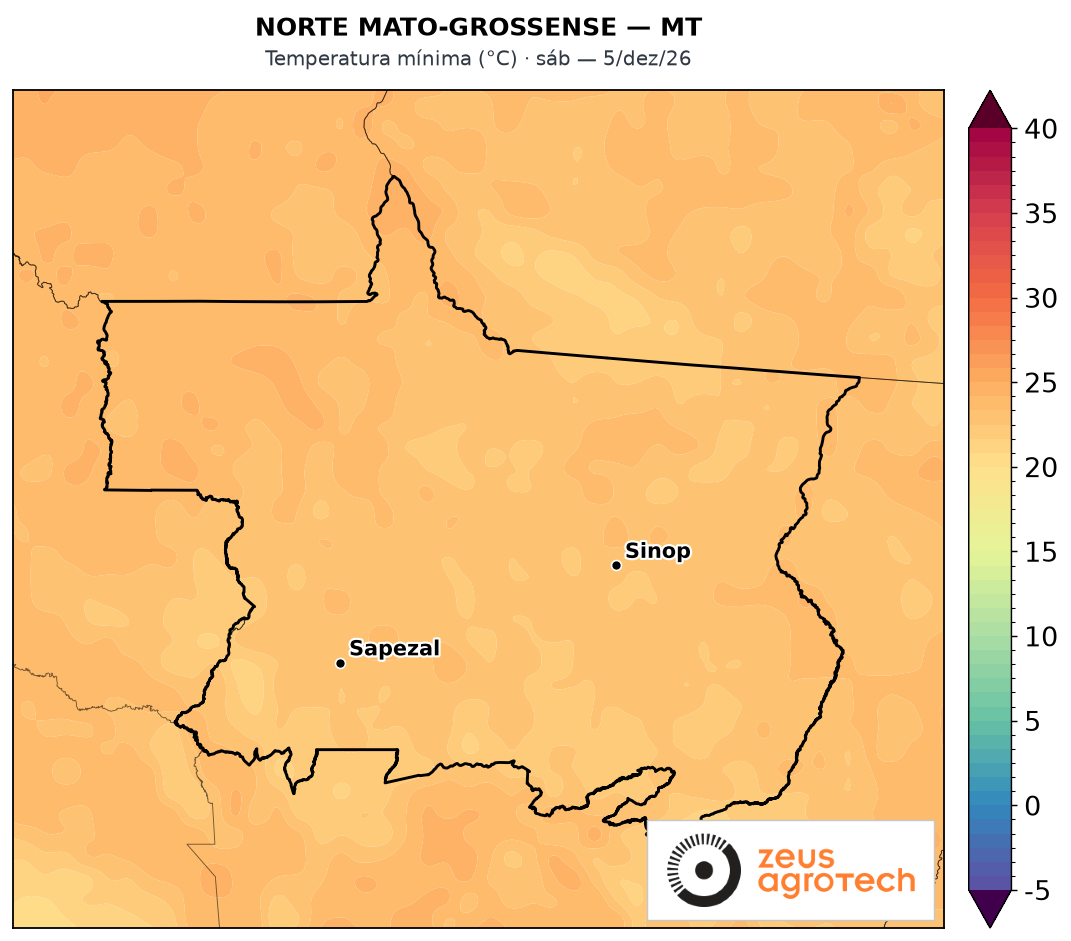 NORTE MATO-GROSSENSE — MT
Temperatura mínima (°C) · sáb — 5/dez/26
40
35
30
25
20
15
10
5
0
-5
Sinop
Sapezal
zeus
agrotech